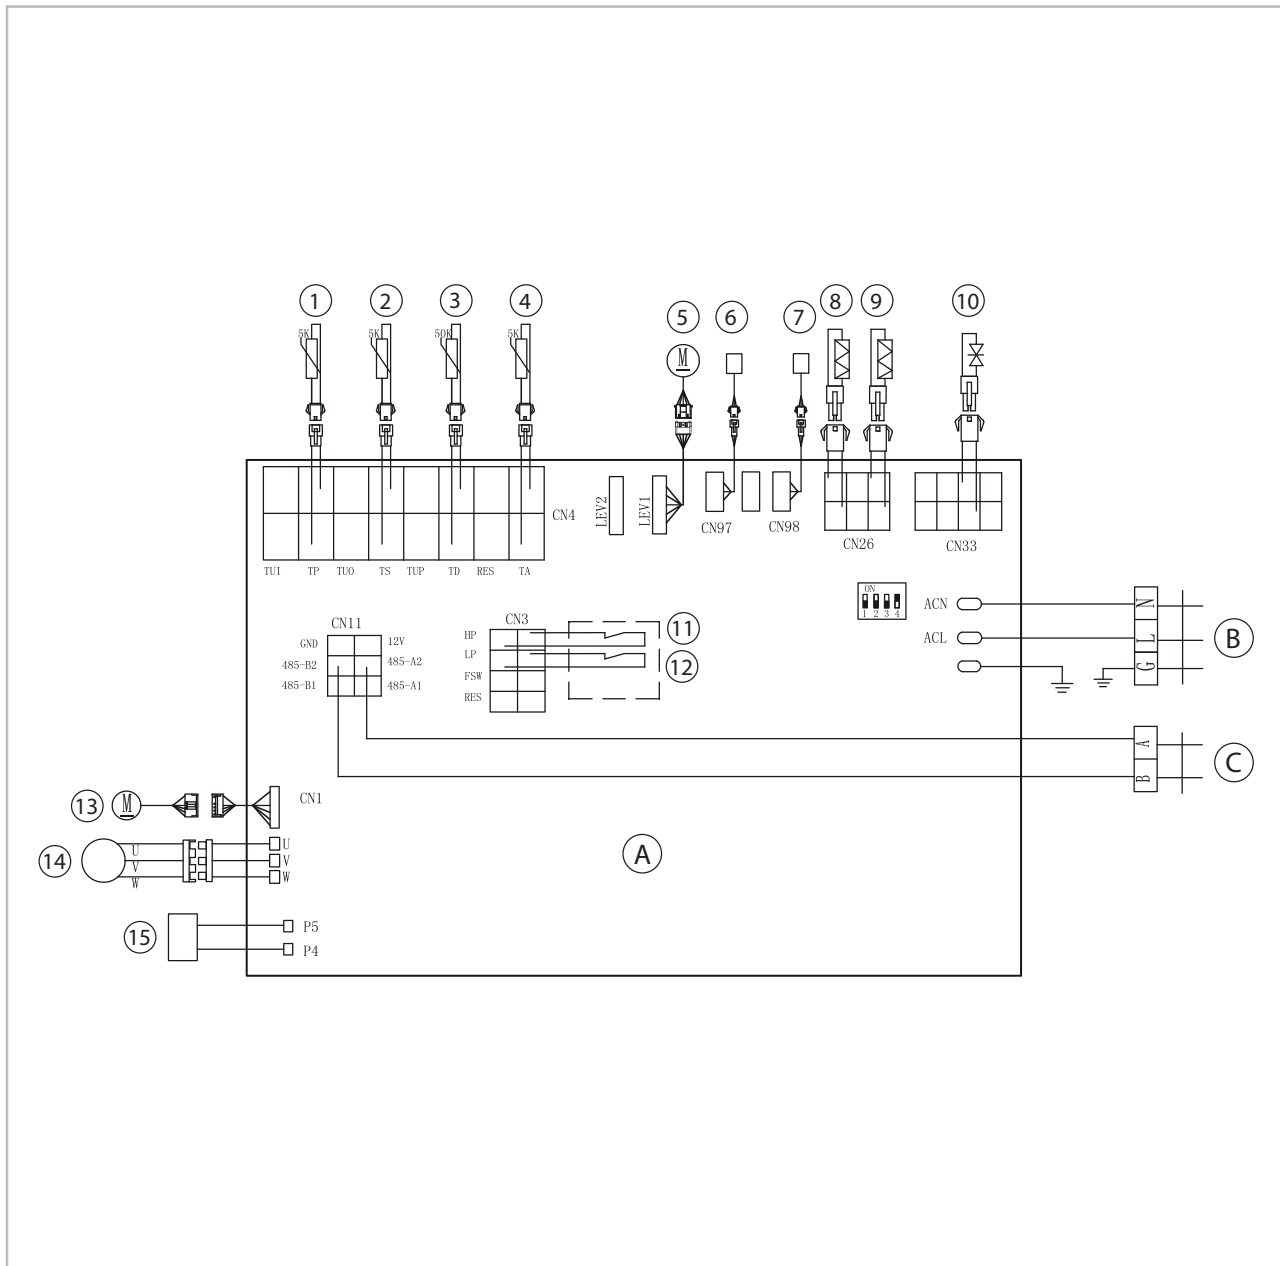 1 2 3 4 5 6 7 8 9 10
5K 5K 50K 5K
M
CN4
LEV2 LEV1 CN97 CN98 CN26 CN33
TUI TP TUO TS TUP TD RES TA
ON
1 2 3 4
ACN
ACL
N
L
G
B
CN11
GND 12V
485-B2 485-A2
485-B1 485-A1
CN3
HP
LP
FSW
RES
11
12
A
B
C
13 M CN1
14 U V W
U
V
W
A
15
P5
P4